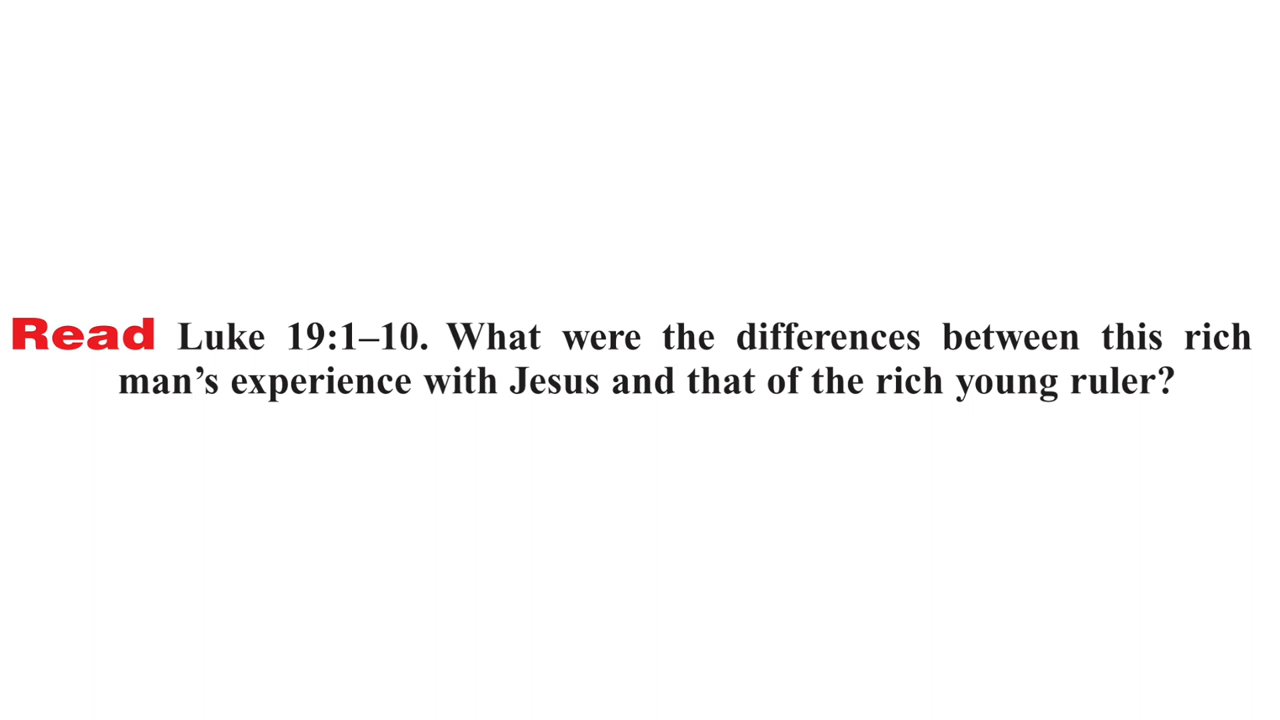 Read Luke 19:1–10. What were the differences between this rich
man’s experience with Jesus and that of the rich young ruler?